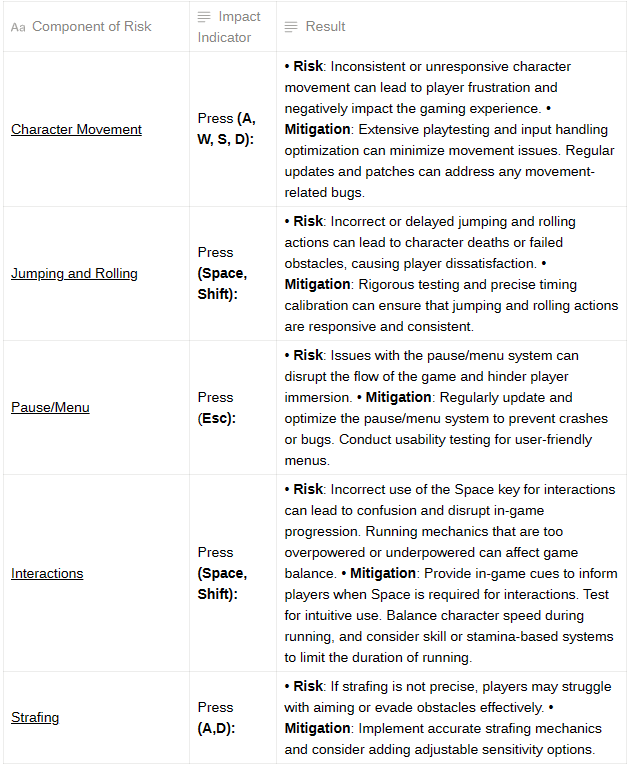 Aa Component of Risk
Impact
Indicator
Result
Character Movement
Press (A,
W, S, D):
• Risk: Inconsistent or unresponsive character
movement can lead to player frustration and
negatively impact the gaming experience. •
Mitigation: Extensive playtesting and input handling
optimization can minimize movement issues. Regular
updates and patches can address any movement-
related bugs.
Jumping and Rolling
Press
(Space,
Shift):
• Risk: Incorrect or delayed jumping and rolling
actions can lead to character deaths or failed
obstacles, causing player dissatisfaction. •
Mitigation: Rigorous testing and precise timing
calibration can ensure that jumping and rolling actions
are responsive and consistent.
Pause/Menu
Press
(Esc):
• Risk: Issues with the pause/menu system can
disrupt the flow of the game and hinder player
immersion. • Mitigation: Regularly update and
optimize the pause/menu system to prevent crashes
or bugs. Conduct usability testing for user-friendly
menus.
Interactions
Press
(Space,
Shift):
• Risk: Incorrect use of the Space key for interactions
can lead to confusion and disrupt in-game
progression. Running mechanics that are too
overpowered or underpowered can affect game
balance. • Mitigation: Provide in-game cues to inform
players when Space is required for interactions. Test
for intuitive use. Balance character speed during
running, and consider skill or stamina-based systems
to limit the duration of running.
Strafing
Press
(A,D):
• Risk: If strafing is not precise, players may struggle
with aiming or evade obstacles effectively. •
Mitigation: Implement accurate strafing mechanics
and consider adding adjustable sensitivity options.